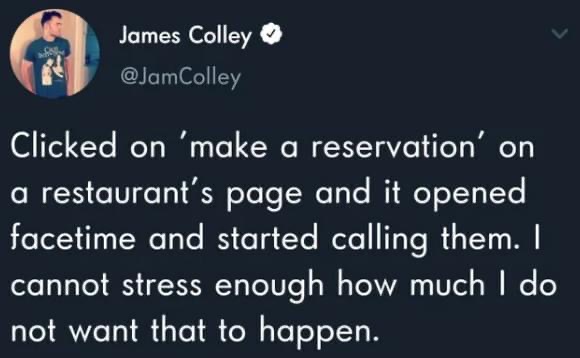 James Colley
@JamColley
Clicked on 'make a reservation' on
a restaurant's page and it opened
facetime and started calling them. I
cannot stress enough how much I do
not want that to happen.